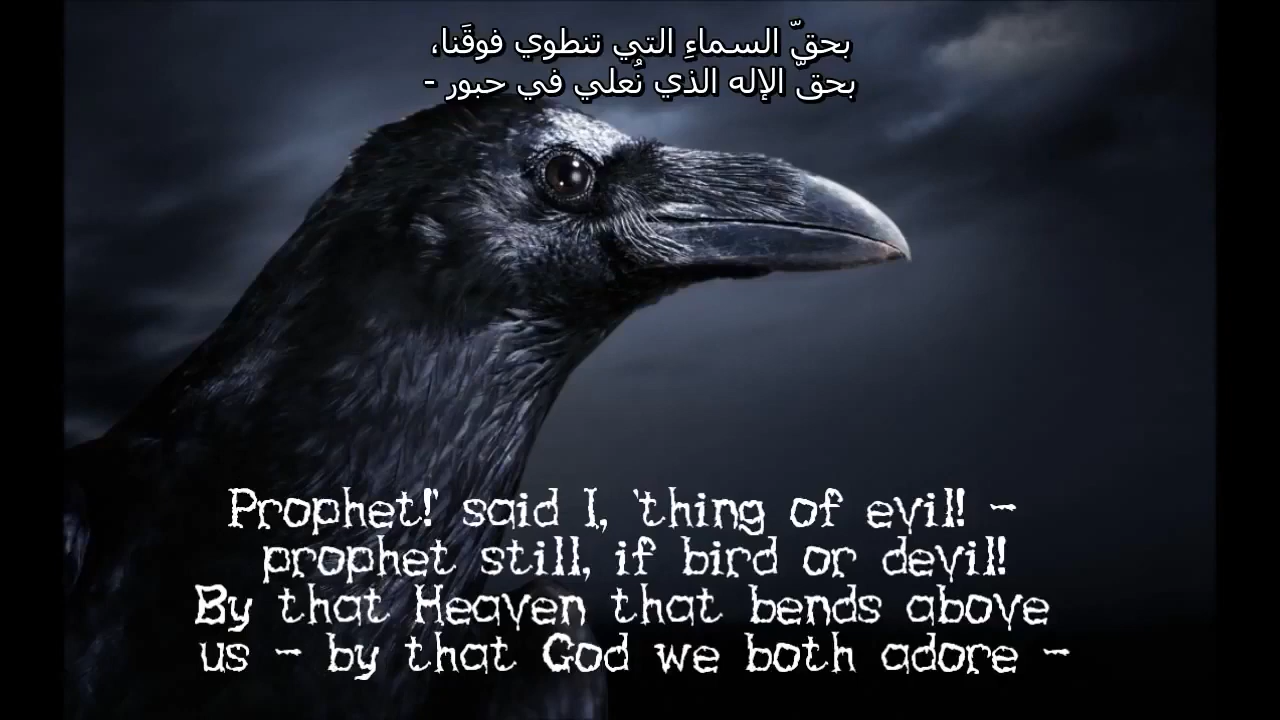 بحقّ السماءِ التي تنطوي فوقَنا،
بحقّ الإله الذي نُعلي في حبور -
Prophet!' said I, 'thing of evil! -
prophet still, if bird or devil!
By that Heaven that bends above
us - by that God we both adore -